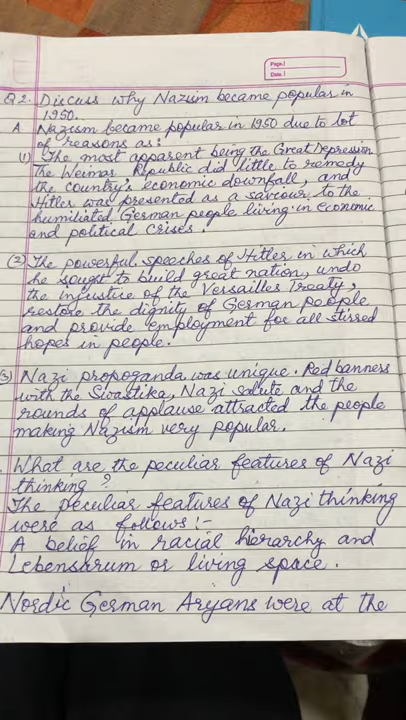 Page.|
Date.|
Q2. Discuss why Nazism became popular in
1950.
A Nazism became popular in 1950 due to lot
of reasons as:
(1) The most apparent being the Great Depression
The Weimar Republic did little to remedy
the country's economic downfall, and
Hitler was presented as a saviour to the
humiliated German people living in economic
and political crises.
(2) The powerful speeches of Hitler in which
he sought to build great nation, undo
the injustice of the Versailles Treaty,
restore the dignity of German people
and provide employment for all stirred
hopes in people.
3) Nazi propoganda was unique. Red banners
with the Swastika, Nazi salute and the
rounds of applause attracted the people
making Nazism very popular.
. What are the peculiar features of Nazi
thinking?
The peculiar features of Nazi thinking
were as follows :-
A belief in racial hierarchy and
Lebenshrum or living space.
Nordic German Aryans were at the